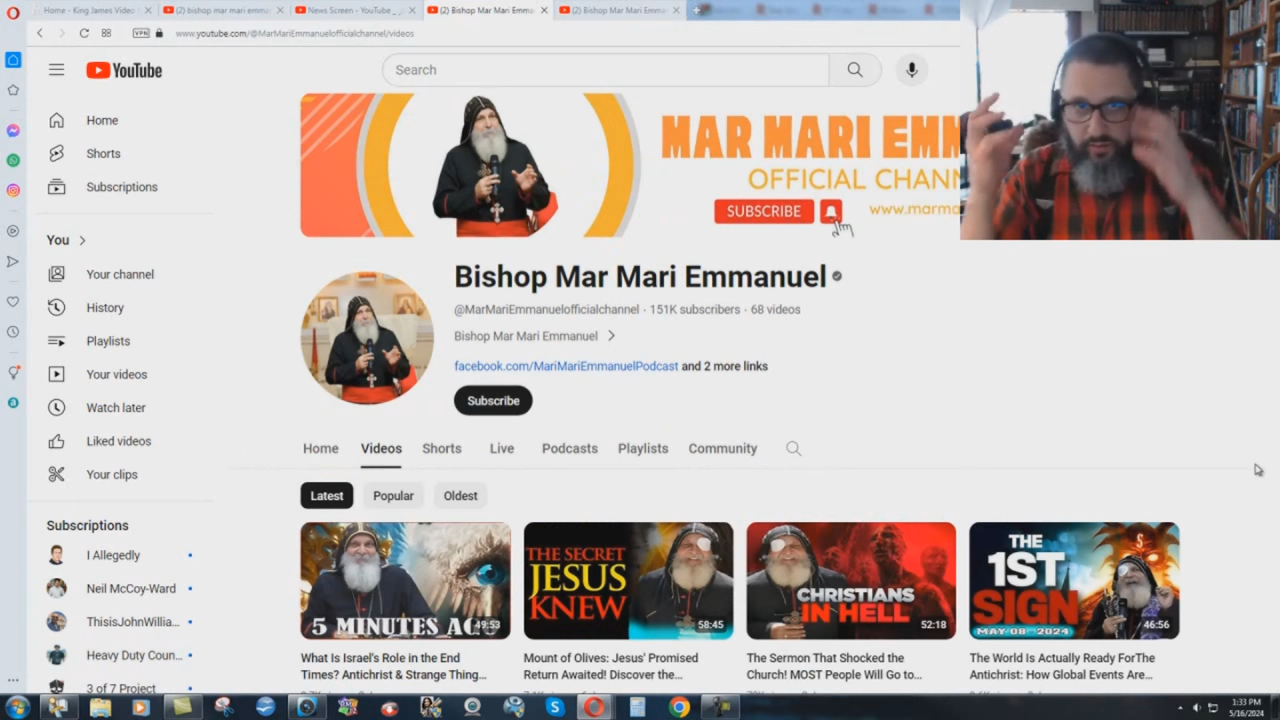 Home - King James Video
(2) bishop mar mari emman
News Screen - YouTube
(2) Bishop Mar Mari Emma
(2) Bishop Mar Mari Emma
VPN
www.youtube.com/@MarMariEmmanuelofficialchannel/videos
YouTube
Search
Home
Shorts
Subscriptions
You
Your channel
History
Playlists
Your videos
Watch later
Liked videos
Your clips
Subscriptions
I Allegedly
Neil McCoy-Ward
ThisisJohnWillia...
Heavy Duty Coun...
3 of 7 Project
MAR MARI EMM
OFFICIAL CHANN
SUBSCRIBE
www.marma
Bishop Mar Mari Emmanuel
@MarMariEmmanuelofficialchannel · 151K subscribers · 68 videos
Bishop Mar Mari Emmanuel
facebook.com/MariMariEmmanuelPodcast and 2 more links
Subscribe
Home Videos Shorts Live Podcasts Playlists Community
Latest Popular Oldest
5 MINUTES AGO
49:53
What Is Israel's Role in the End
Times? Antichrist & Strange Thing...
THE SECRET
JESUS
KNEW
58:45
Mount of Olives: Jesus' Promised
Return Awaited! Discover the...
CHRISTIANS
IN HELL
52:18
The Sermon That Shocked the
Church! MOST People Will Go to...
THE
1ST
SIGN
MAY 08TH 2024
46:56
The World Is Actually ReadyForThe
Antichrist: How Global Events Are...
1:33 PM
5/16/2024